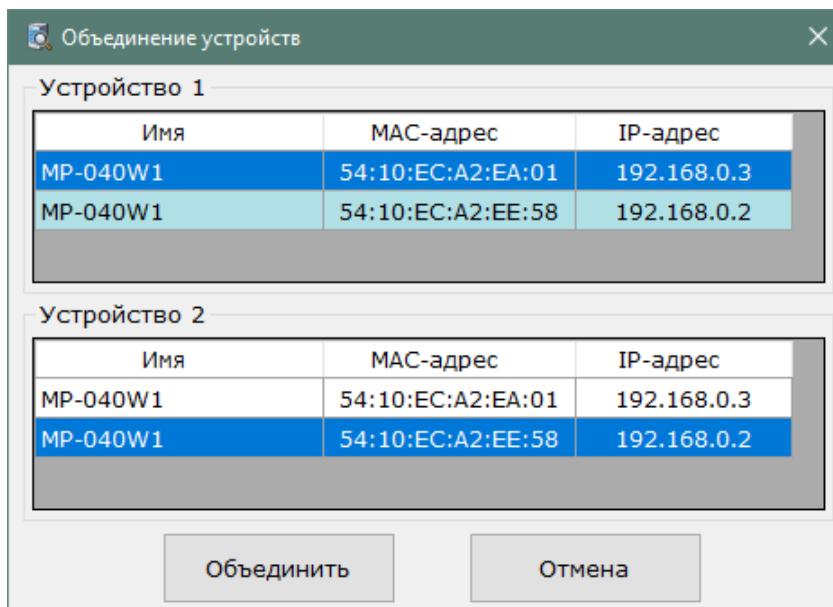 Объединение устройств
Устройство 1
Имя MAC-адрес IP-адрес
MP-040W1 54:10:EC:A2:EA:01 192.168.0.3
MP-040W1 54:10:EC:A2:EE:58 192.168.0.2
Устройство 2
Имя MAC-адрес IP-адрес
MP-040W1 54:10:EC:A2:EA:01 192.168.0.3
MP-040W1 54:10:EC:A2:EE:58 192.168.0.2
Объединить Отмена